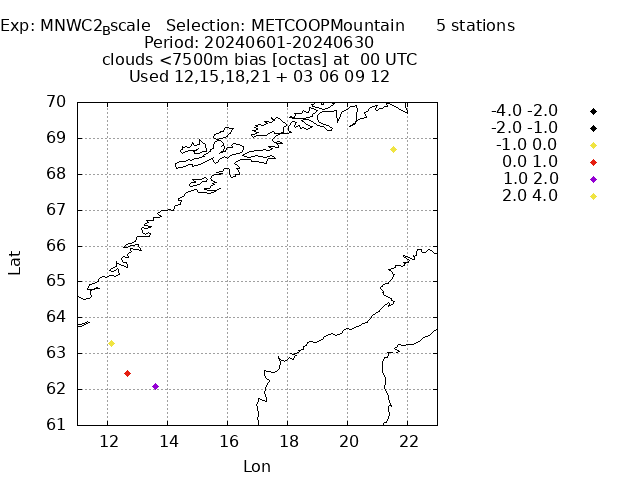 Exp: MNWC2Bscale   Selection: METCOOPMountain      5 stations
Period: 20240601-20240630
clouds <7500m bias [octas] at  00 UTC
Used 12,15,18,21 + 03 06 09 12
70
69
68
67
66
65
64
63
62
61
Lat
12 14 16 18 20 22
Lon
-4.0 -2.0
-2.0 -1.0
-1.0 0.0
0.0 1.0
1.0 2.0
2.0 4.0